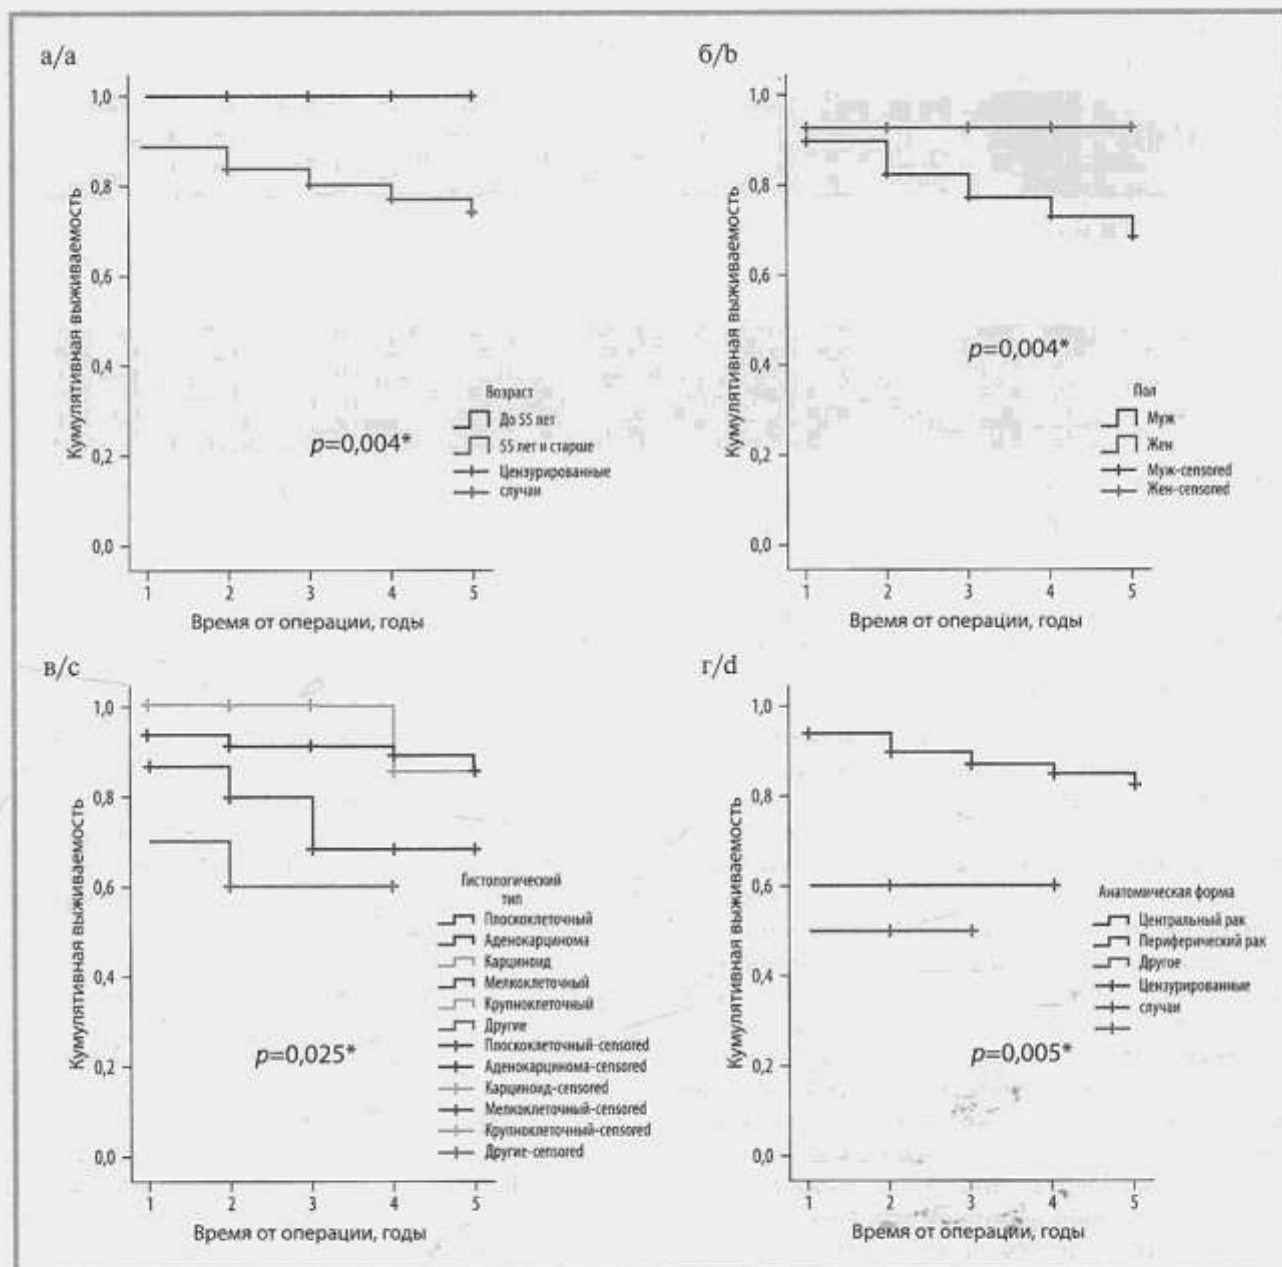 а/a
Кумулятивная выживаемость
1,0
0,8
0,6
0,4
0,2
0,0
1 2 3 4 5
Время от операции, годы
p=0,004*
Возраст
До 55 лет
55 лет и старше
Цензурированные
случаи
б/b
Кумулятивная выживаемость
1,0
0,8
0,6
0,4
0,2
0,0
1 2 3 4 5
Время от операции, годы
p=0,004*
Пол
Муж
Жен
Муж-censored
Жен-censored
в/c
Кумулятивная выживаемость
1,0
0,8
0,6
0,4
0,2
0,0
1 2 3 4 5
Время от операции, годы
p=0,025*
Гистологический
тип
Плоскоклеточный
Аденокарцинома
Карциноид
Мелкоклеточный
Крупноклеточный
Другие
Плоскоклеточный-censored
Аденокарцинома-censored
Карциноид-censored
Мелкоклеточный-censored
Крупноклеточный-censored
Другие-censored
г/d
Кумулятивная выживаемость
1,0
0,8
0,6
0,4
0,2
0,0
1 2 3 4 5
Время от операции, годы
p=0,005*
Анатомическая форма
Центральный рак
Периферический рак
Другое
Цензурированные
случаи